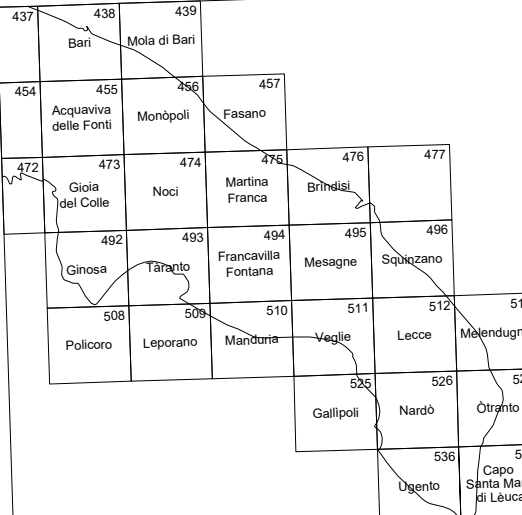 437
438
439
Bari
Mola di Bari
454
455
456
457
Acquaviva
delle Fonti
Monòpoli
Fasano
472
473
474
475
476
477
Gioia
del Colle
Noci
Martina
Franca
Brindisi
492
493
494
495
496
Ginosa
Taranto
Francavilla
Fontana
Mesagne
Squinzano
508
509
510
511
512
Policoro
Leporano
Manduria
Veglie
Lecce
525
526
Gallìpoli
Nardò
Òtranto
536
Ugento
Capo
Santa
di Lèuca